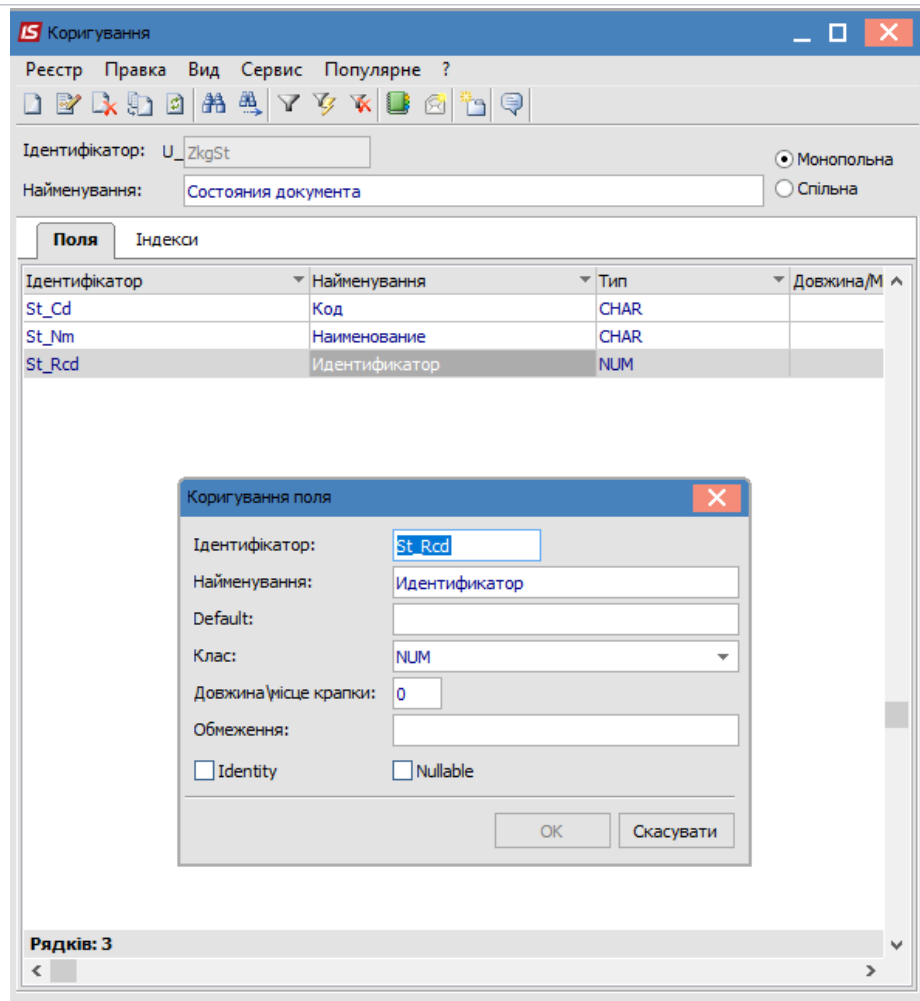 IS Коригування
Реєстр Правка Вид Сервис Популярне ?
Ідентифікатор: U_ ZkgSt
Монопольна
Найменування: Состояния документа
Спільна
Поля Індекси
Ідентифікатор Найменування Тип Довжина/М
St_Cd Код CHAR
St_Nm Наименование CHAR
St_Rcd Идентификатор NUM
Коригування поля
Ідентифікатор: St_Rcd
Найменування: Идентификатор
Default:
Клас: NUM
Довжина\місце крапки: 0
Обмеження:
Identity Nullable
OK Скасувати
Рядків: 3